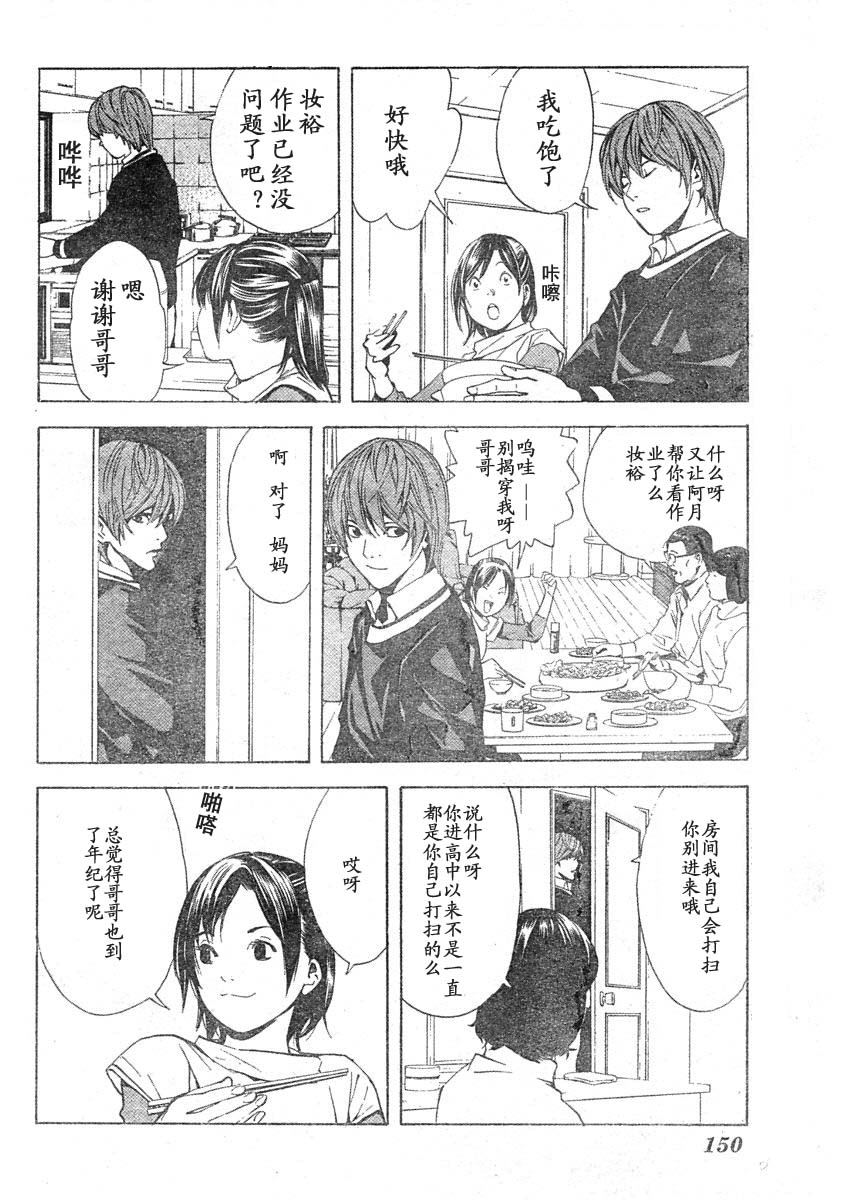 我吃饱了
好快哦
咔嚓
妆裕
作业已经没
问题了吧？
哗哗
嗯
谢谢哥哥
什么呀
又让阿月
帮你看作
业了么
妆裕
呜哇——
别揭穿我呀
哥哥
啊 对了 妈妈
房间我自己会打扫
你别进来哦
说什么呀
你进高中以来不是一直
都是你自己打扫的么
哎呀
啪嗒
总觉得哥哥也到
了年纪了呢
150